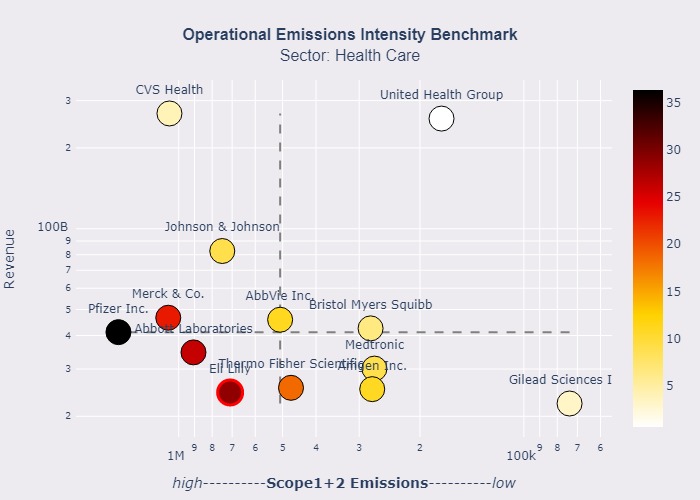 Operational Emissions Intensity Benchmark
Sector: Health Care
CVS Health
United Health Group
Johnson & Johnson
Merck & Co.
AbbVie Inc.
Bristol Myers Squibb
Pfizer Inc.
Abbott Laboratories
Medtronic
Thermo Fisher Scientific
Amgen Inc.
Eli Lilly
Gilead Sciences I
Revenue
3
2
100B
9
8
7
6
5
4
3
2
1M
9
8
7
6
5
4
3
2
100k
9
8
7
6
high----------Scope1+2 Emissions----------low
35
30
25
20
15
10
5